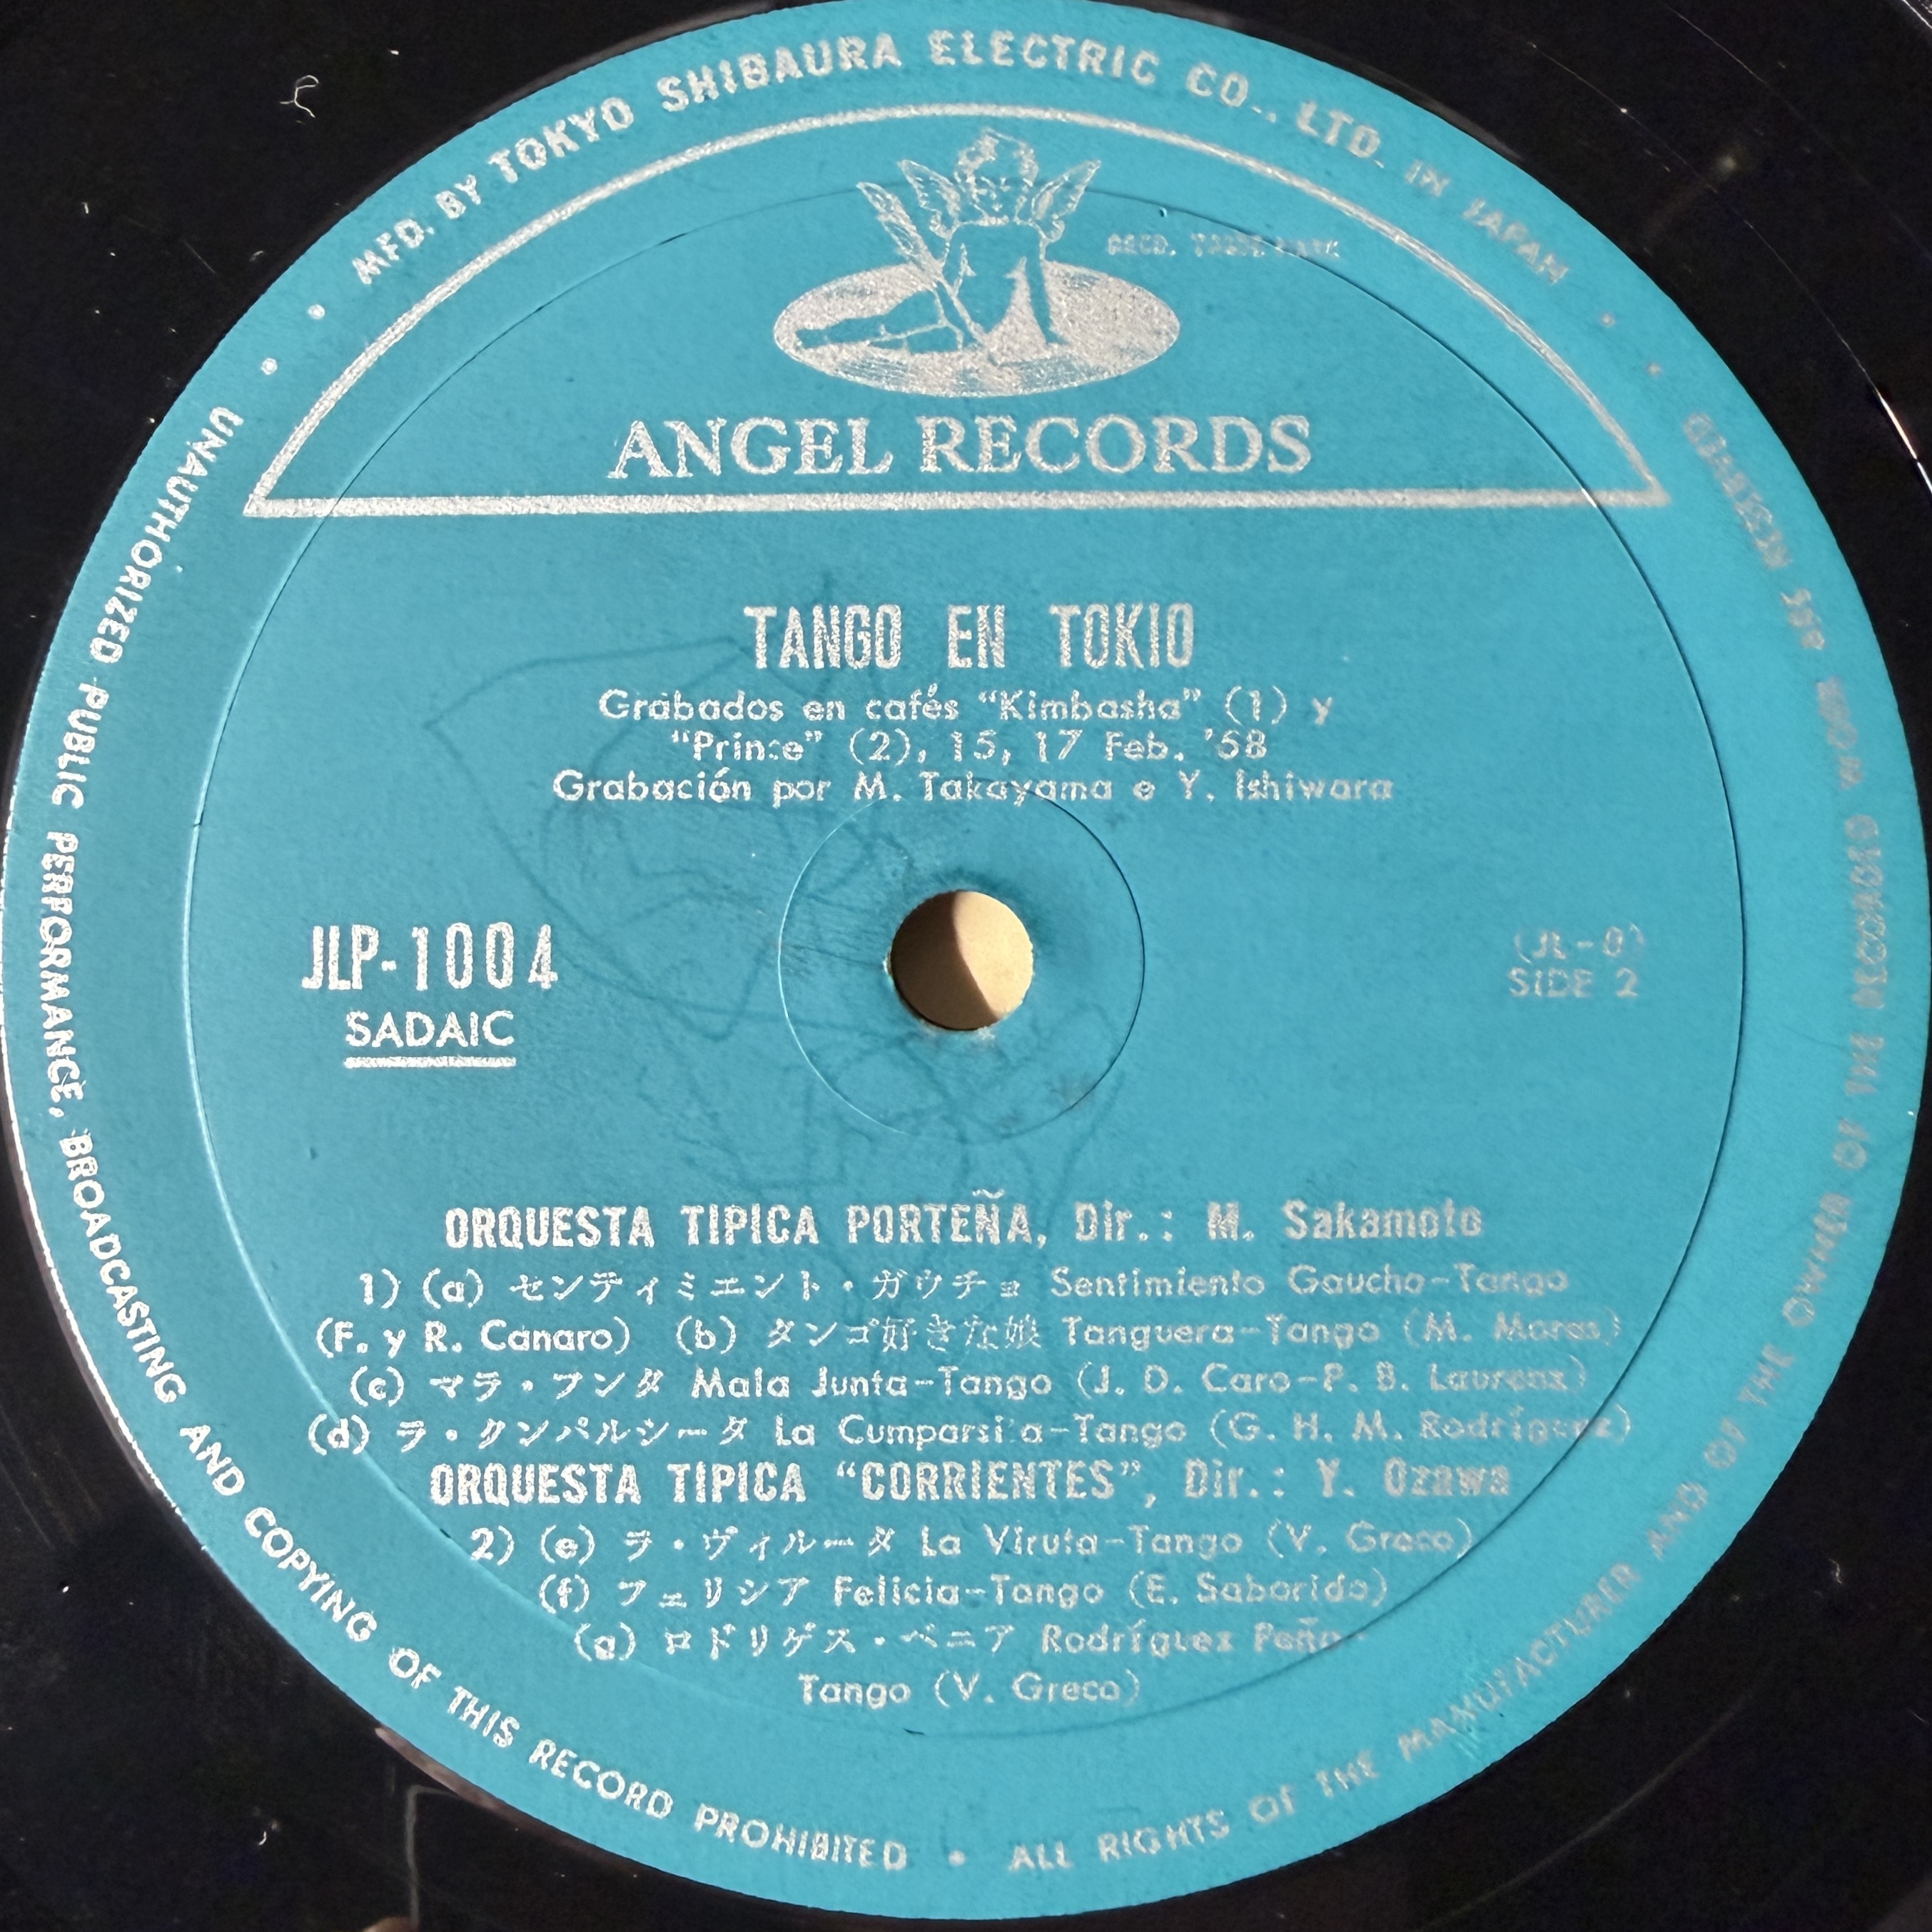 MFD. BY TOKYO SHIBAURA ELECTRIC CO., LTD. IN JAPAN
REGD. TRADE MARK
ANGEL RECORDS
TANGO EN TOKIO
Grabados en cafés “Kimbasha” (1) y
“Prince” (2), 15, 17 Feb. '58
Grabación por M. Takayama e Y. Ishiwara
JLP-1004
SADAIC
(JL-0)
SIDE 2
ORQUESTA TIPICA PORTEÑA, Dir.: M. Sakamoto
1) (a) センティミエント・ガウチョ Sentimiento Gaucho-Tango
(F. y R. Canaro) (b) タンゴ好きな娘 Tanguera-Tango (M. Mores)
(c) マラ・フンタ Mala Junta-Tango (J. D. Caro-P. B. Laurenz)
(d) ラ・クンパルシータ La Cumparsita-Tango (G. H. M. Rodríguez)
ORQUESTA TIPICA “CORRIENTES”, Dir.: Y. Ozawa
2) (e) ラ・ヴィルータ La Viruta-Tango (V. Greco)
(f) フェリシア Felicia-Tango (E. Saborido)
(g) ロドリゲス・ペニア Rodríguez Peña-
Tango (V. Greco)
UNAUTHORIZED PUBLIC PERFORMANCE, BROADCASTING AND COPYING OF THIS RECORD PROHIBITED • ALL RIGHTS OF THE MANUFACTURER AND OF THE OWNER OF THE RECORDED WORK ARE RESERVED